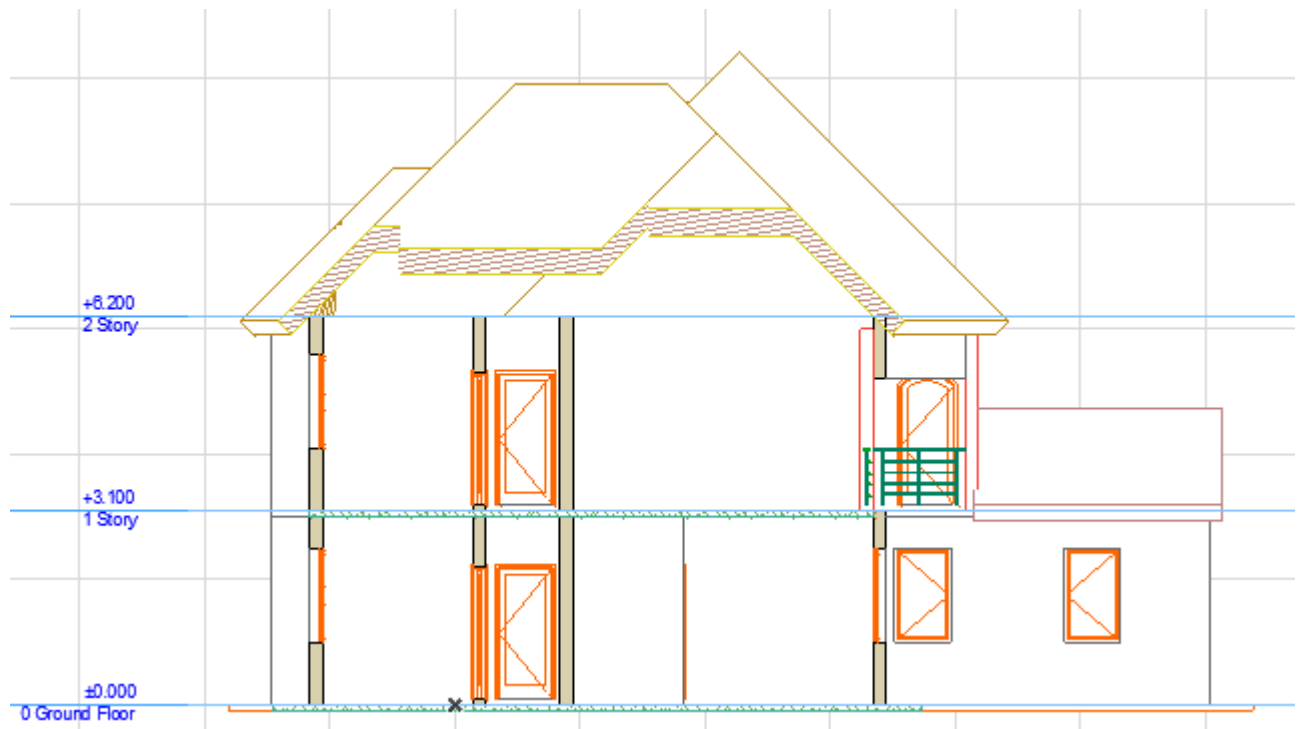 +6.200
2 Story
+3.100
1 Story
±0.000
0 Ground Floor